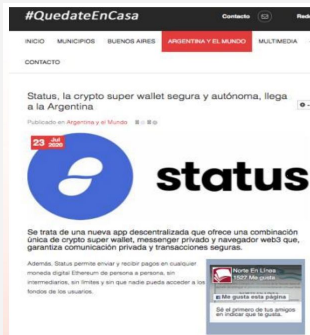 #QuedateEnCasa
Contacto
INICIO MUNICIPIOS BUENOS AIRES ARGENTINA Y EL MUNDO MULTIMEDIA
CONTACTO
Status, la crypto super wallet segura y autónoma, llega
a la Argentina
Publicado en Argentina y el Mundo
23 Jul
2020
status
Se trata de una nueva app descentralizada que ofrece una combinación
única de crypto super wallet, messenger privado y navegador web3 que,
garantiza comunicación privada y transacciones seguras.
Además, Status permite enviar y recibir pagos en cualquier
moneda digital Ethereum de persona a persona, sin
intermediarios, sin límites y sin que nadie pueda acceder a los
fondos de los usuarios.
Norte En Línea
1527 Me gusta
Me gusta esta página
Sé el primero de tus amigos
en indicar que te gusta.